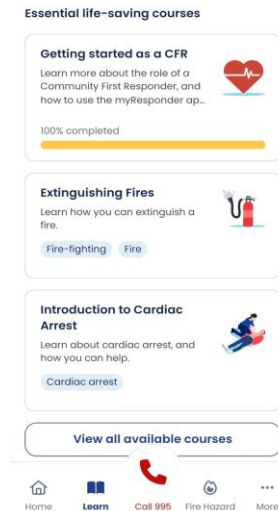 Essential life-saving courses
Getting started as a CFR
Learn more about the role of a
Community First Responder, and
how to use the myResponder ap...
100% completed
Extinguishing Fires
Learn how you can extinguish a
fire.
Fire-fighting Fire
Introduction to Cardiac
Arrest
Learn about cardiac arrest, and
how you can help.
Cardiac arrest
View all available courses
Home Learn Call 995 Fire Hazard More